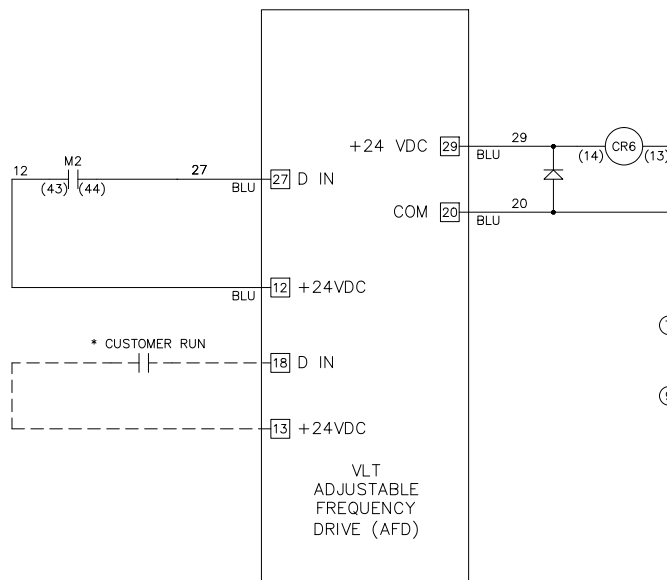 +24 VDC 29 29
BLU
(14) CR6 (13)
12 M2 27
(43) (44)
BLU
27 D IN
COM 20 20
BLU
BLU
12 +24VDC
* CUSTOMER RUN
18 D IN
13 +24VDC
VLT
ADJUSTABLE
FREQUENCY
DRIVE (AFD)